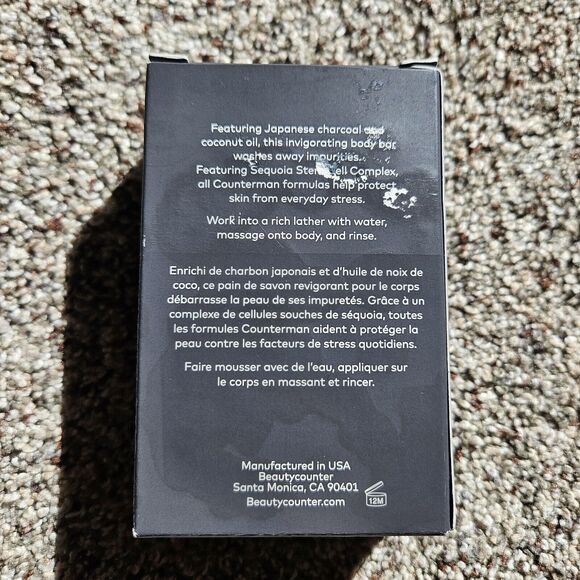 Featuring Japanese charcoal and
coconut oil, this invigorating body bar
washes away impurities.
Featuring Sequoia Stem Cell Complex,
all Counterman formulas help protect
skin from everyday stress.
Work into a rich lather with water,
massage onto body, and rinse.
Enrichi de charbon japonais et d'huile de noix de
coco, ce pain de savon revigorant pour le corps
débarrasse la peau de ses impuretés. Grâce à un
complexe de cellules souches de séquoia, toutes
les formules Counterman aident à protéger la
peau contre les facteurs de stress quotidiens.
Faire mousser avec de l'eau, appliquer sur
le corps en massant et rincer.
Manufactured in USA
Beautycounter
Santa Monica, CA 90401
Beautycounter.com
12M